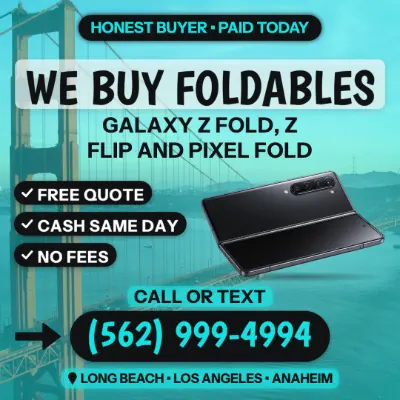 HONEST BUYER • PAID TODAY
WE BUY FOLDABLES
GALAXY Z FOLD, Z
FLIP AND PIXEL FOLD
✓ FREE QUOTE
✓ CASH SAME DAY
✓ NO FEES
CALL OR TEXT
(562) 999-4994
LONG BEACH • LOS ANGELES • ANAHEIM